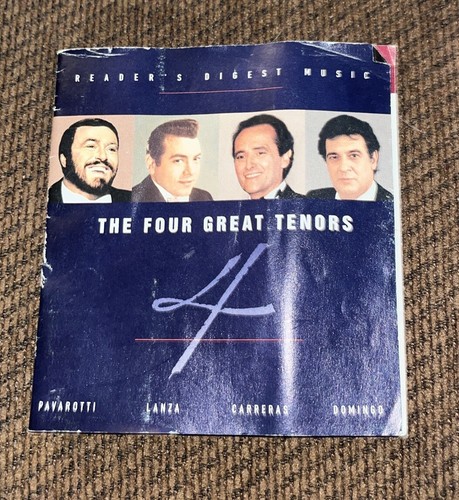 READER'S DIGEST MUSIC
THE FOUR GREAT TENORS
4
PAVAROTTI LANZA CARRERAS DOMINGO